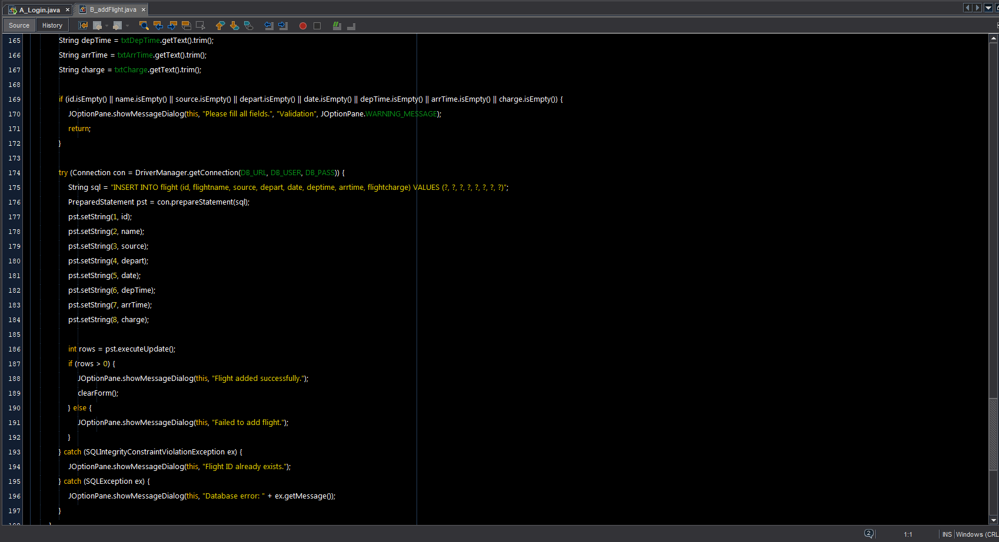 A_Login.java
B_addFlight.java
Source History
165 String depTime = txtDepTime.getText().trim();
166 String arrTime = txtArrTime.getText().trim();
167 String charge = txtCharge.getText().trim();
168
169 if (id.isEmpty() || name.isEmpty() || source.isEmpty() || depart.isEmpty() || date.isEmpty() || depTime.isEmpty() || arrTime.isEmpty() || charge.isEmpty()) {
170 JOptionPane.showMessageDialog(this, "Please fill all fields.", "Validation", JOptionPane.WARNING_MESSAGE);
171 return;
172 }
173
174 try (Connection con = DriverManager.getConnection(DB_URL, DB_USER, DB_PASS)) {
175 String sql = "INSERT INTO flight (id, flightname, source, depart, date, deptime, arrtime, flightcharge) VALUES (?, ?, ?, ?, ?, ?, ?, ?)";
176 PreparedStatement pst = con.prepareStatement(sql);
177 pst.setString(1, id);
178 pst.setString(2, name);
179 pst.setString(3, source);
180 pst.setString(4, depart);
181 pst.setString(5, date);
182 pst.setString(6, depTime);
183 pst.setString(7, arrTime);
184 pst.setString(8, charge);
185
186 int rows = pst.executeUpdate();
187 if (rows > 0) {
188 JOptionPane.showMessageDialog(this, "Flight added successfully.");
189 clearForm();
190 } else {
191 JOptionPane.showMessageDialog(this, "Failed to add flight.");
192 }
193 } catch (SQLIntegrityConstraintViolationException ex) {
194 JOptionPane.showMessageDialog(this, "Flight ID already exists.");
195 } catch (SQLException ex) {
196 JOptionPane.showMessageDialog(this, "Database error: " + ex.getMessage());
197 }
2 1:1 INS Windows (CRL